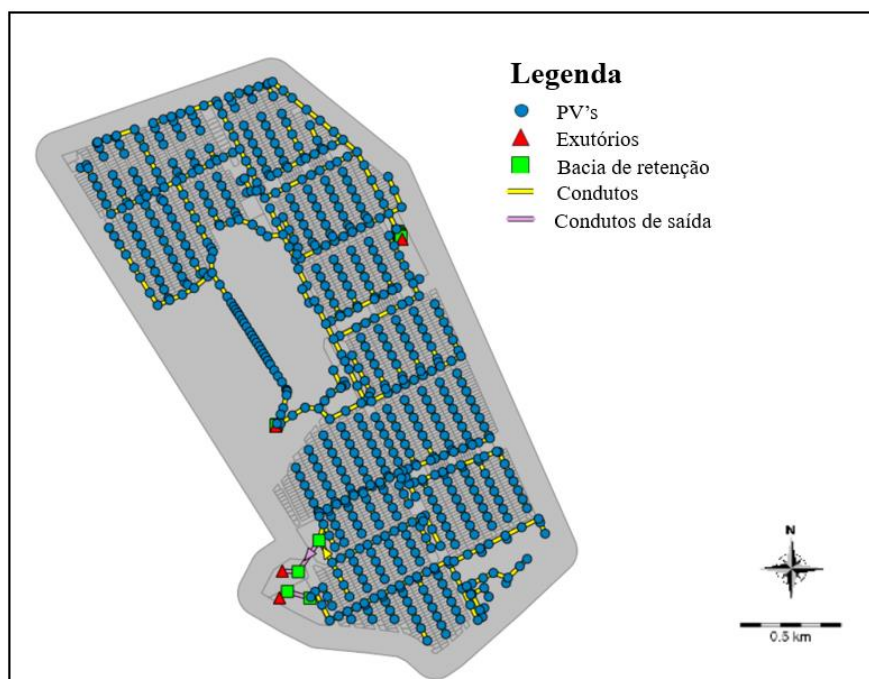 Legenda
PV's
Exutórios
Bacia de retenção
Condutos
Condutos de saída
N
0.5 km